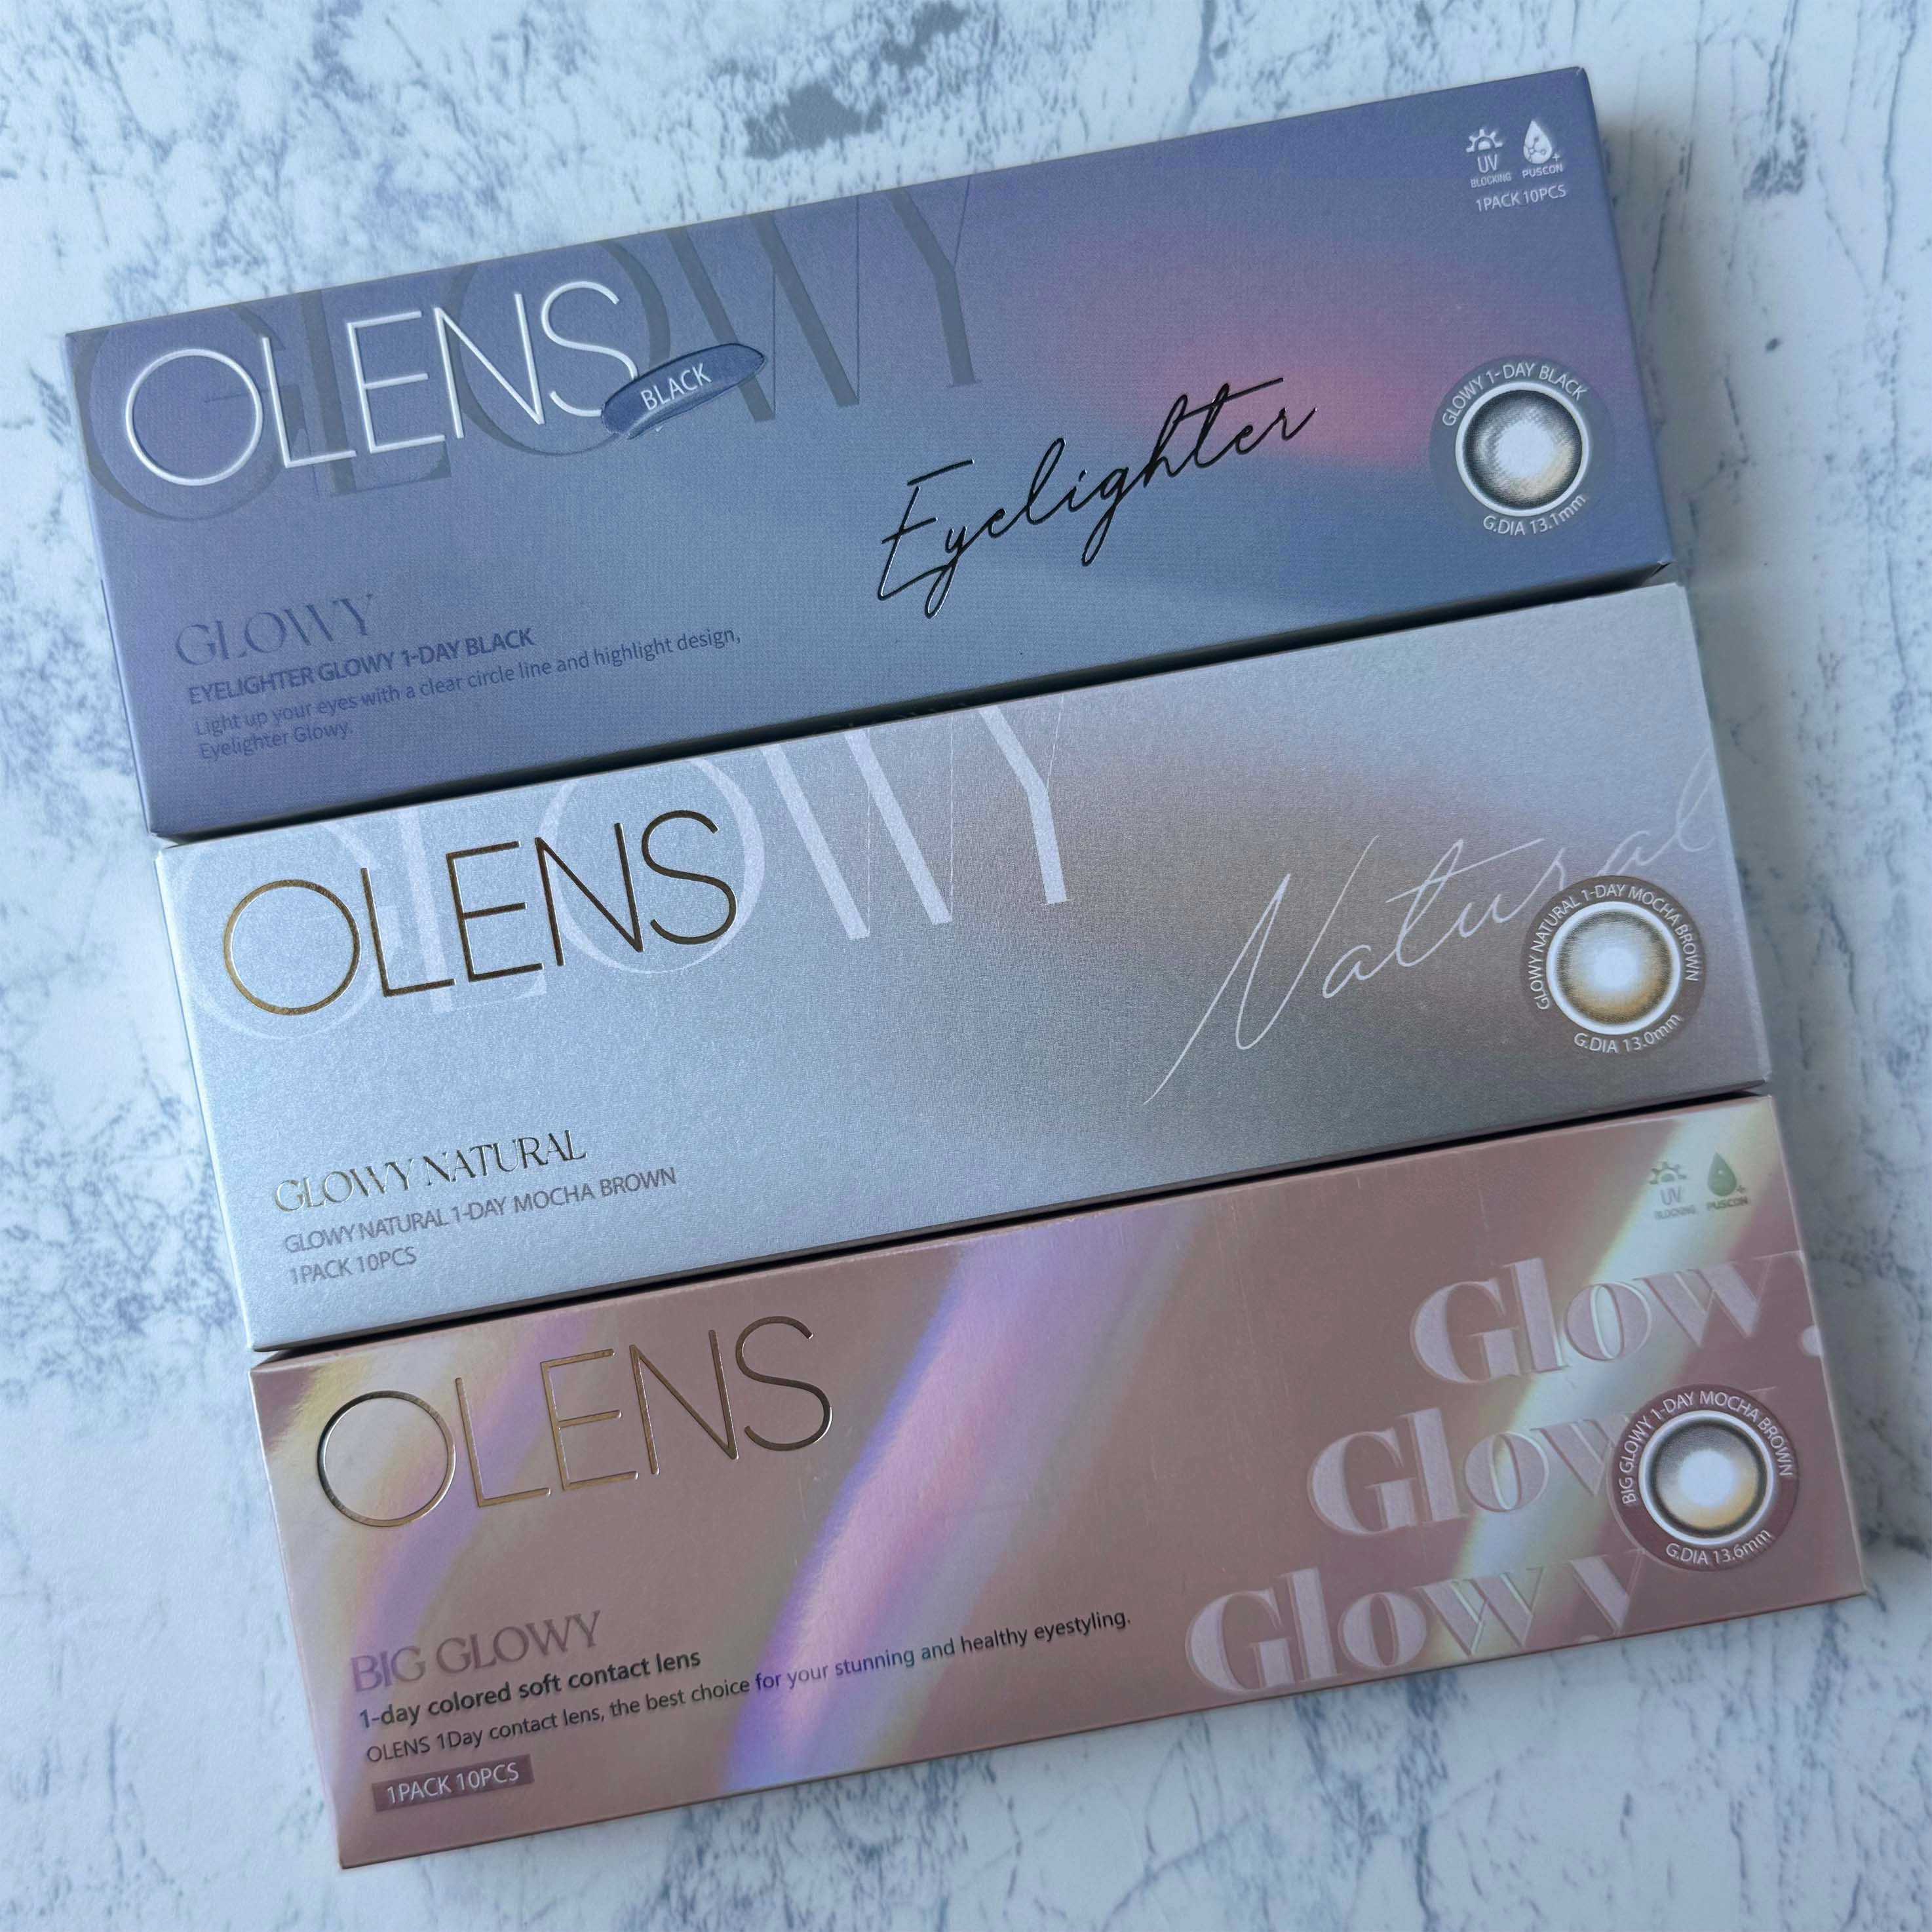 GLOWY
OLENS
BLACK
Eyelighter
UV
BLOCKING
PUSCON
1PACK 10PCS
GLOWY 1-DAY BLACK
G.DIA 13.1mm
GLOWY
EYELIGHTER GLOWY 1-DAY BLACK
Light up your eyes with a clear circle line and highlight design,
Eyelighter Glowy.
GLOWY
OLENS
Natural
GLOWY NATURAL 1-DAY MOCHA BROWN
G.DIA 13.0mm
GLOWY NATURAL
GLOWY NATURAL 1-DAY MOCHA BROWN
1PACK 10PCS
OLENS
UV
BLOCKING
PUSCON
Glow.
Glow
Glowy
BIG GLOWY 1-DAY MOCHA BROWN
G.DIA 13.6mm
BIG GLOWY
1-day colored soft contact lens
OLENS 1Day contact lens, the best choice for your stunning and healthy eyestyling.
1PACK 10PCS